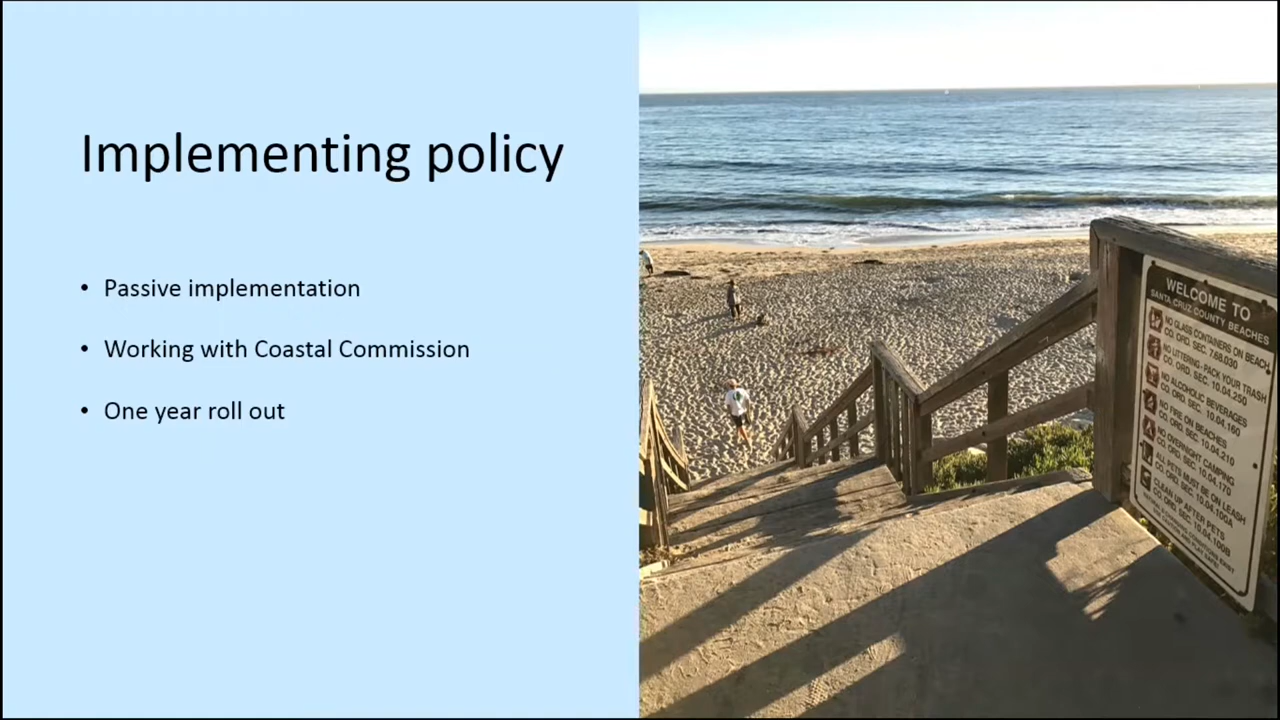 Implementing policy
• Passive implementation
• Working with Coastal Commission
• One year roll out
WELCOME TO
SANTA CRUZ COUNTY BEACHES
NO GLASS CONTAINERS ON BEACH
CO. ORD. SEC. 7.68.030
NO LITTERING - PACK YOUR TRASH
CO. ORD. SEC. 10.04.250
NO ALCOHOLIC BEVERAGES
CO. ORD. SEC. 10.04.160
NO FIRE ON BEACHES
CO. ORD. SEC. 10.04.210
NO OVERNIGHT CAMPING
CO. ORD. SEC. 10.04.170
ALL PETS MUST BE ON LEASH
CO. ORD. SEC. 10.04.100A
CLEAN UP AFTER PETS
CO. ORD. SEC. 10.04.100B